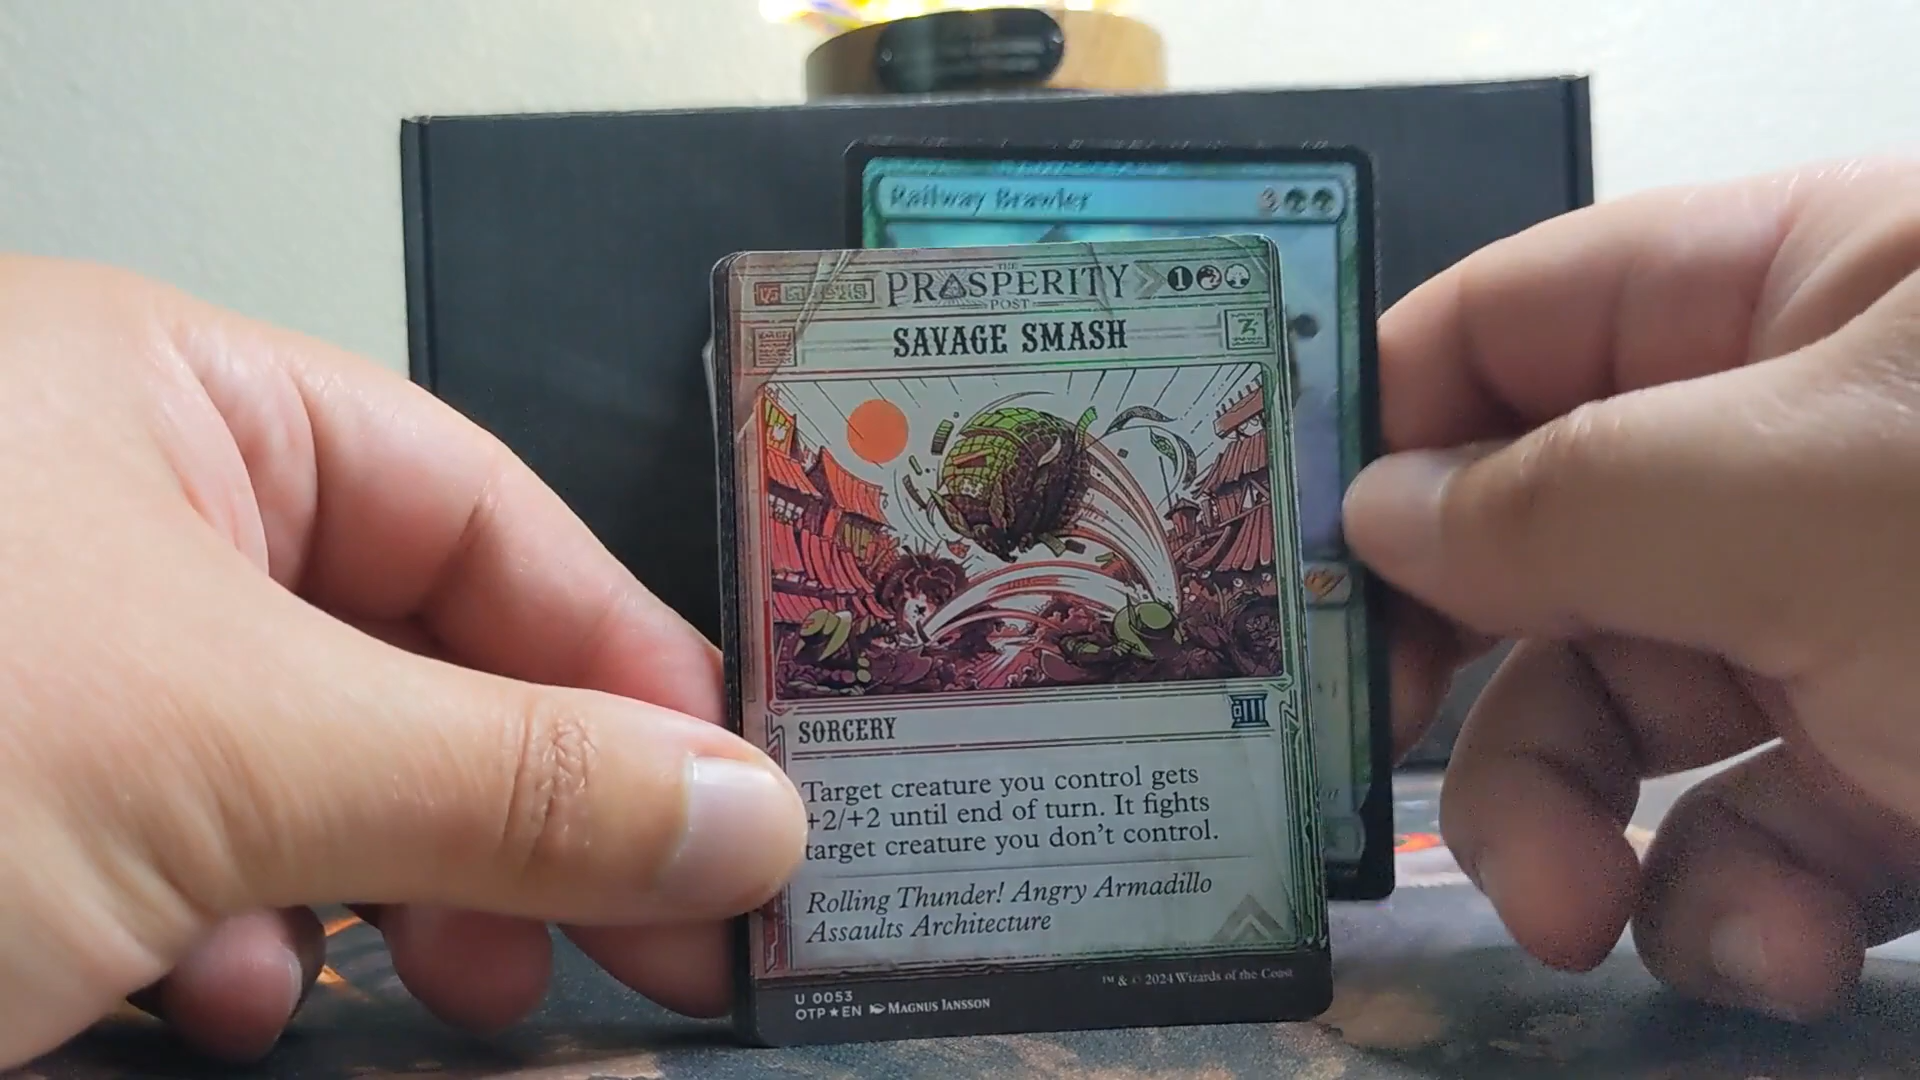 Railway Brawler 3
THE
PROSPERITY 1
POST
SAVAGE SMASH
SORCERY
Target creature you control gets
+2/+2 until end of turn. It fights
target creature you don't control.
Rolling Thunder! Angry Armadillo
Assaults Architecture
™ & © 2024 Wizards of the Coast
U 0053
OTP★EN MAGNUS JANSSON